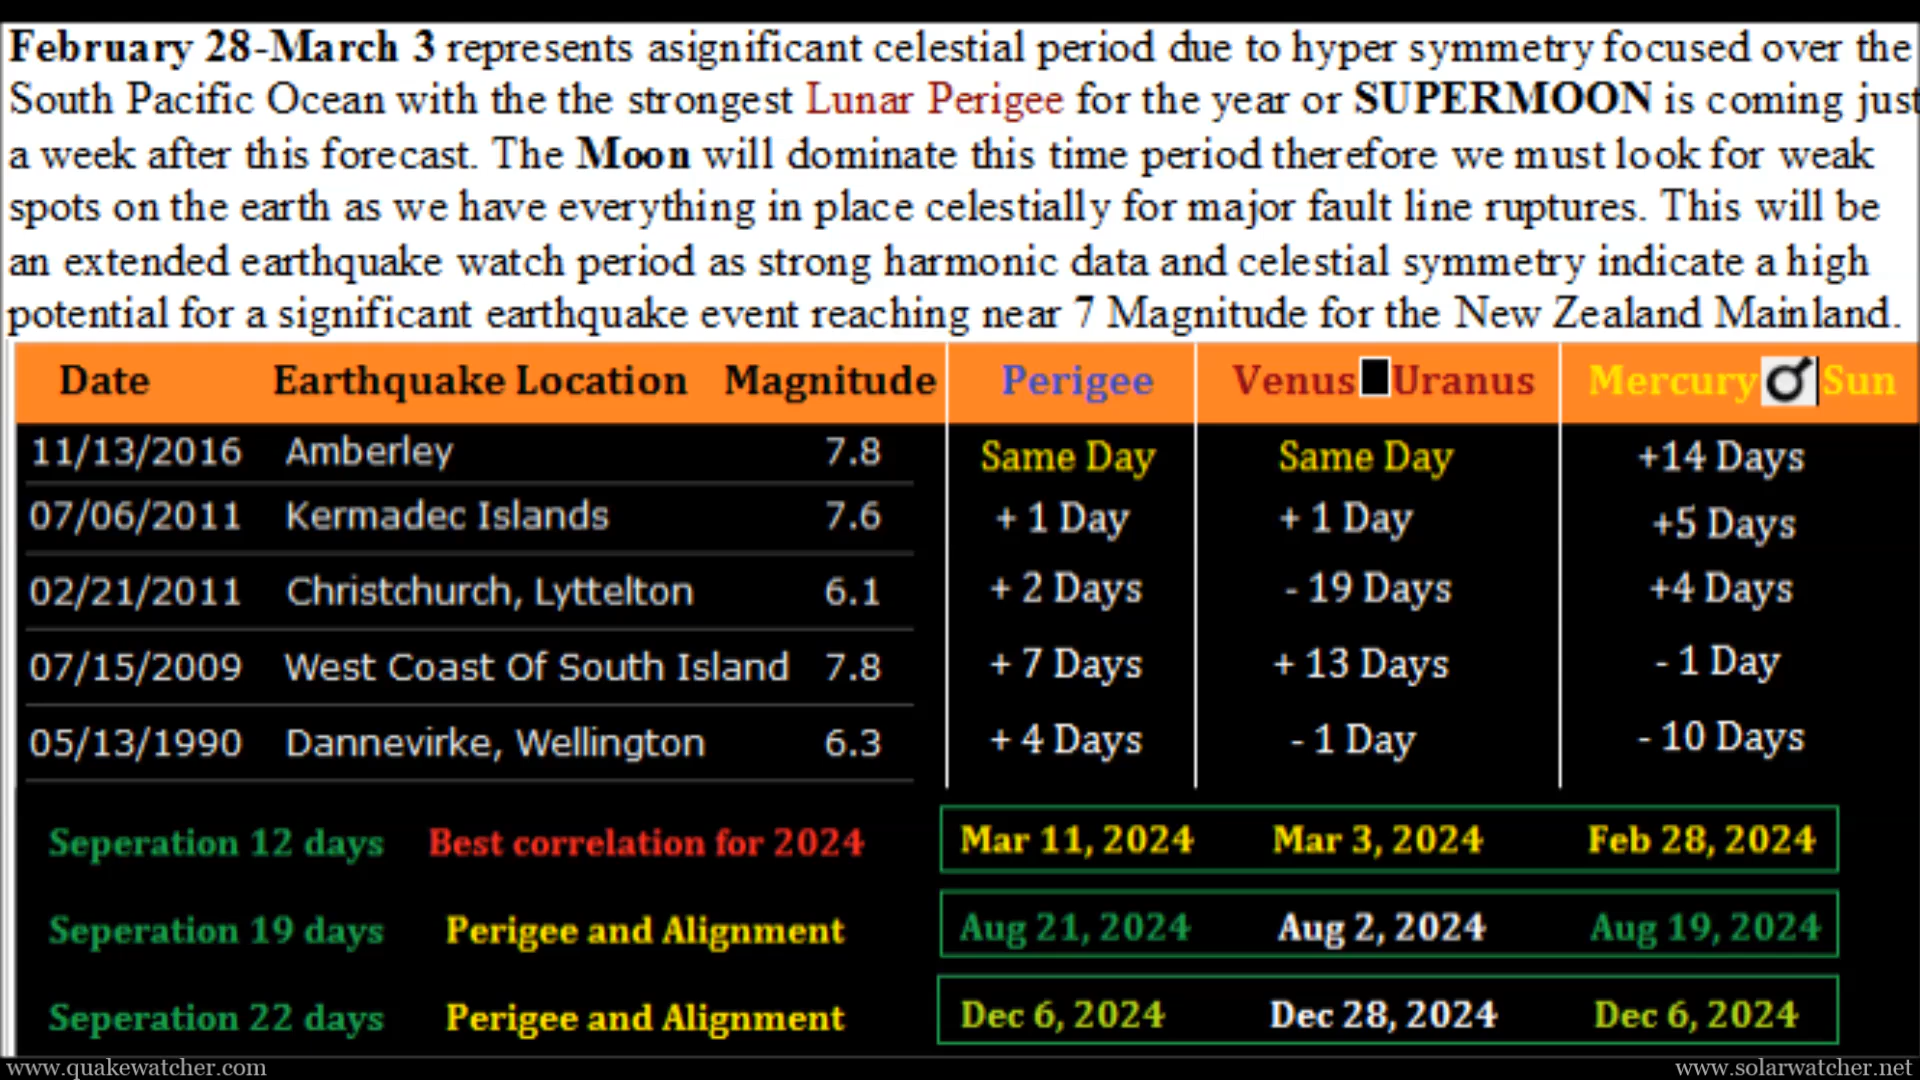 February 28-March 3 represents asignificant celestial period due to hyper symmetry focused over the
South Pacific Ocean with the the strongest Lunar Perigee for the year or SUPERMOON is coming just
a week after this forecast. The Moon will dominate this time period therefore we must look for weak
spots on the earth as we have everything in place celestially for major fault line ruptures. This will be
an extended earthquake watch period as strong harmonic data and celestial symmetry indicate a high
potential for a significant earthquake event reaching near 7 Magnitude for the New Zealand Mainland.
Date Earthquake Location Magnitude Perigee Venus Uranus Mercury Sun
11/13/2016 Amberley 7.8 Same Day Same Day +14 Days
07/06/2011 Kermadec Islands 7.6 + 1 Day + 1 Day +5 Days
02/21/2011 Christchurch, Lyttelton 6.1 + 2 Days - 19 Days +4 Days
07/15/2009 West Coast Of South Island 7.8 + 7 Days + 13 Days - 1 Day
05/13/1990 Dannevirke, Wellington 6.3 + 4 Days - 1 Day - 10 Days
Seperation 12 days Best correlation for 2024 Mar 11, 2024 Mar 3, 2024 Feb 28, 2024
Seperation 19 days Perigee and Alignment Aug 21, 2024 Aug 2, 2024 Aug 19, 2024
Seperation 22 days Perigee and Alignment Dec 6, 2024 Dec 28, 2024 Dec 6, 2024
www.quakewatcher.com www.solarwatcher.net